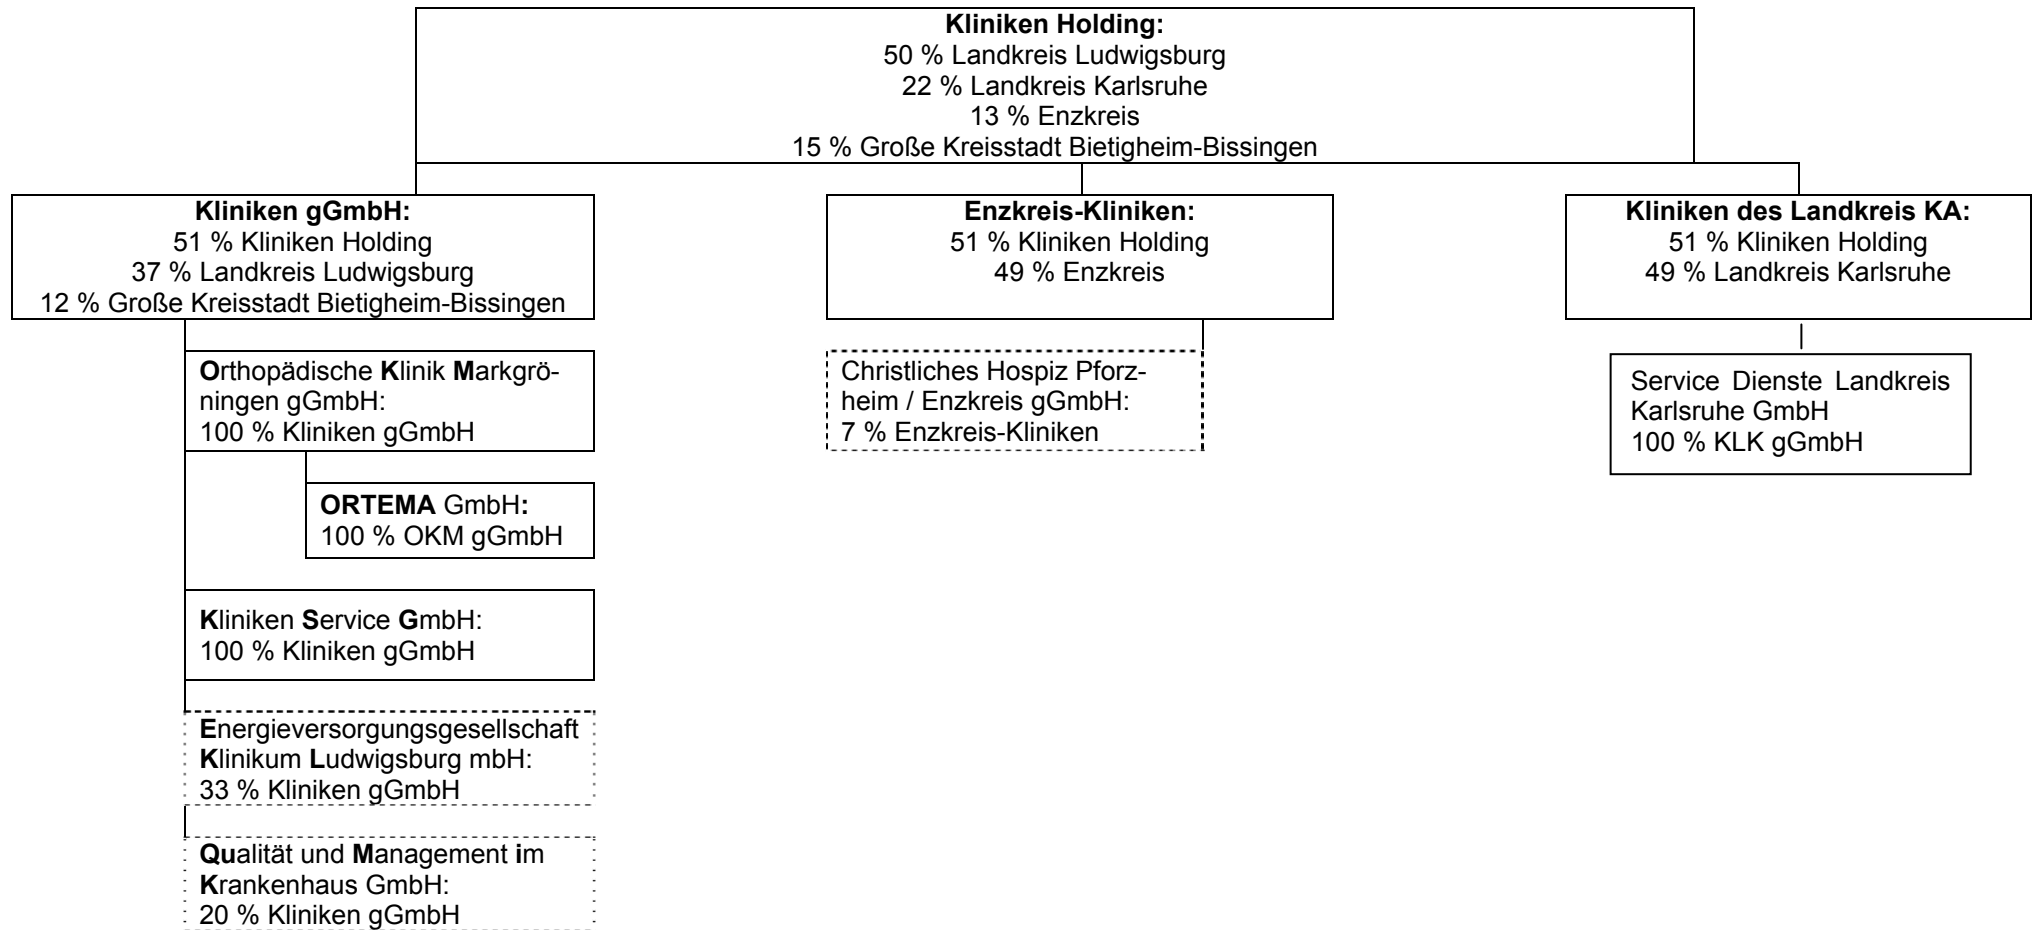 Kliniken Holding:
50 % Landkreis Ludwigsburg
22 % Landkreis Karlsruhe
13 % Enzkreis
15 % Große Kreisstadt Bietigheim-Bissingen
Kliniken gGmbH:
51 % Kliniken Holding
37 % Landkreis Ludwigsburg
12 % Große Kreisstadt Bietigheim-Bissingen
Enzkreis-Kliniken:
51 % Kliniken Holding
49 % Enzkreis
Kliniken des Landkreis KA:
51 % Kliniken Holding
49 % Landkreis Karlsruhe
Orthopädische Klinik Markgrö-
ningen gGmbH:
100 % Kliniken gGmbH
Christliches Hospiz Pforz-
heim / Enzkreis gGmbH:
7 % Enzkreis-Kliniken
Service Dienste Landkreis
Karlsruhe GmbH
100 % KLK gGmbH
ORTEMA GmbH:
100 % OKM gGmbH
Kliniken Service GmbH:
100 % Kliniken gGmbH
Energieversorgungsgesellschaft
Klinikum Ludwigsburg mbH:
33 % Kliniken gGmbH
Qualität und Management im
Krankenhaus GmbH:
20 % Kliniken gGmbH